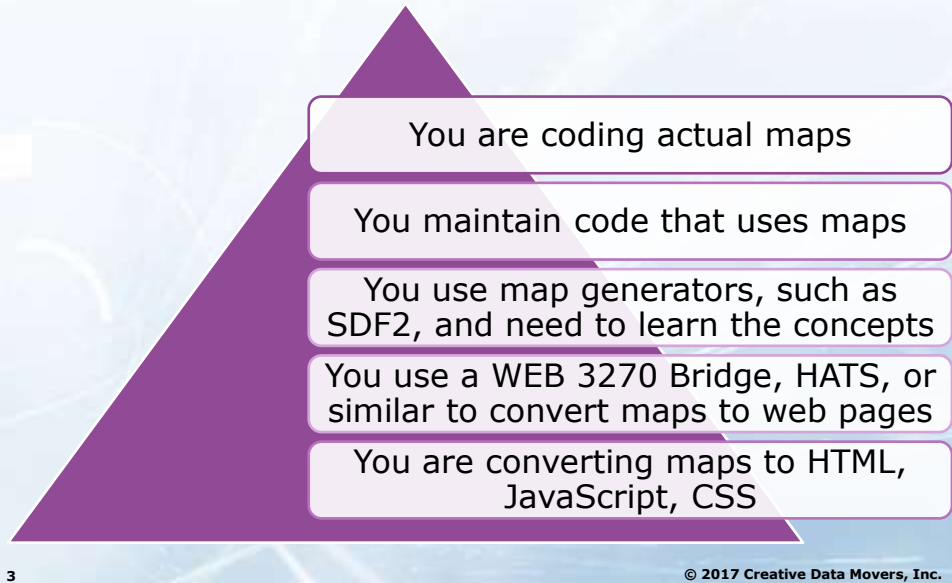 You are coding actual maps
You maintain code that uses maps
You use map generators, such as
SDF2, and need to learn the concepts
You use a WEB 3270 Bridge, HATS, or
similar to convert maps to web pages
You are converting maps to HTML,
JavaScript, CSS
3
© 2017 Creative Data Movers, Inc.